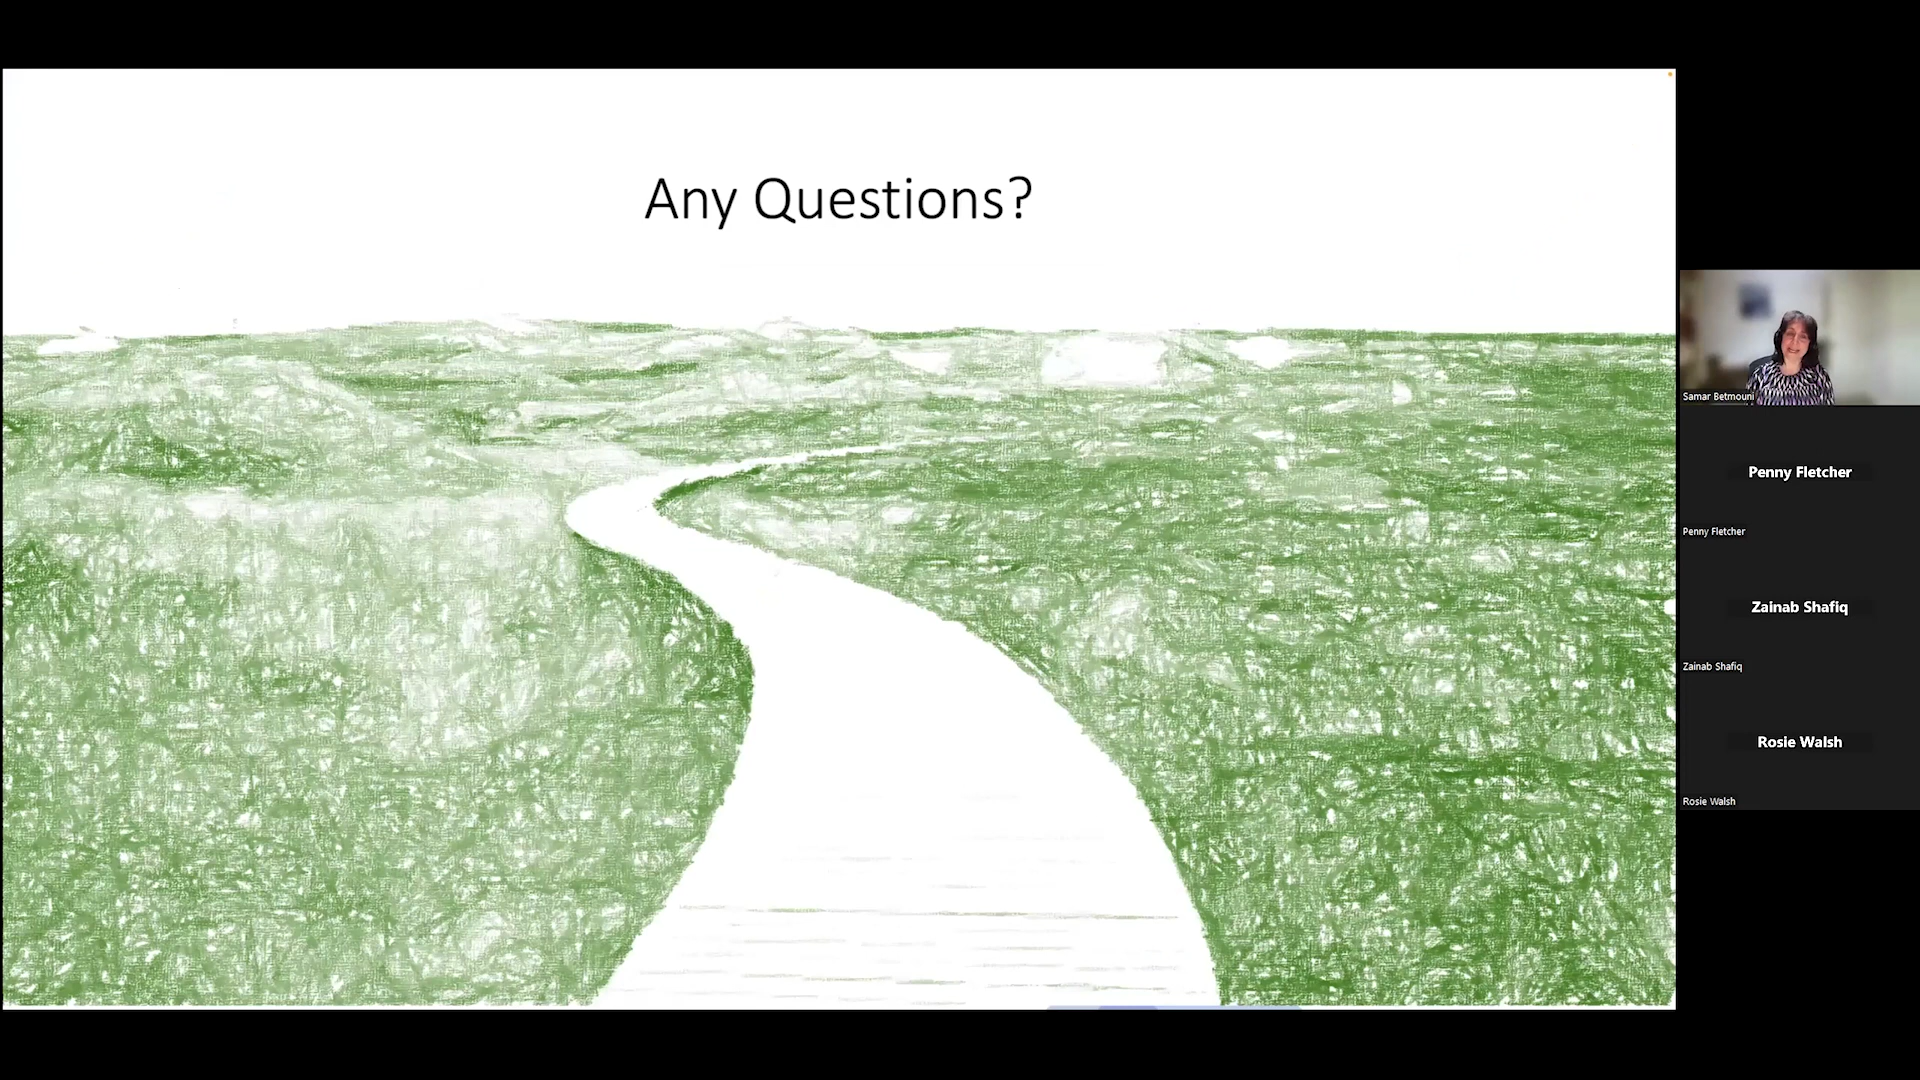 Any Questions?
Samar Betmouni
Penny Fletcher
Penny Fletcher
Zainab Shafiq
Zainab Shafiq
Rosie Walsh
Rosie Walsh